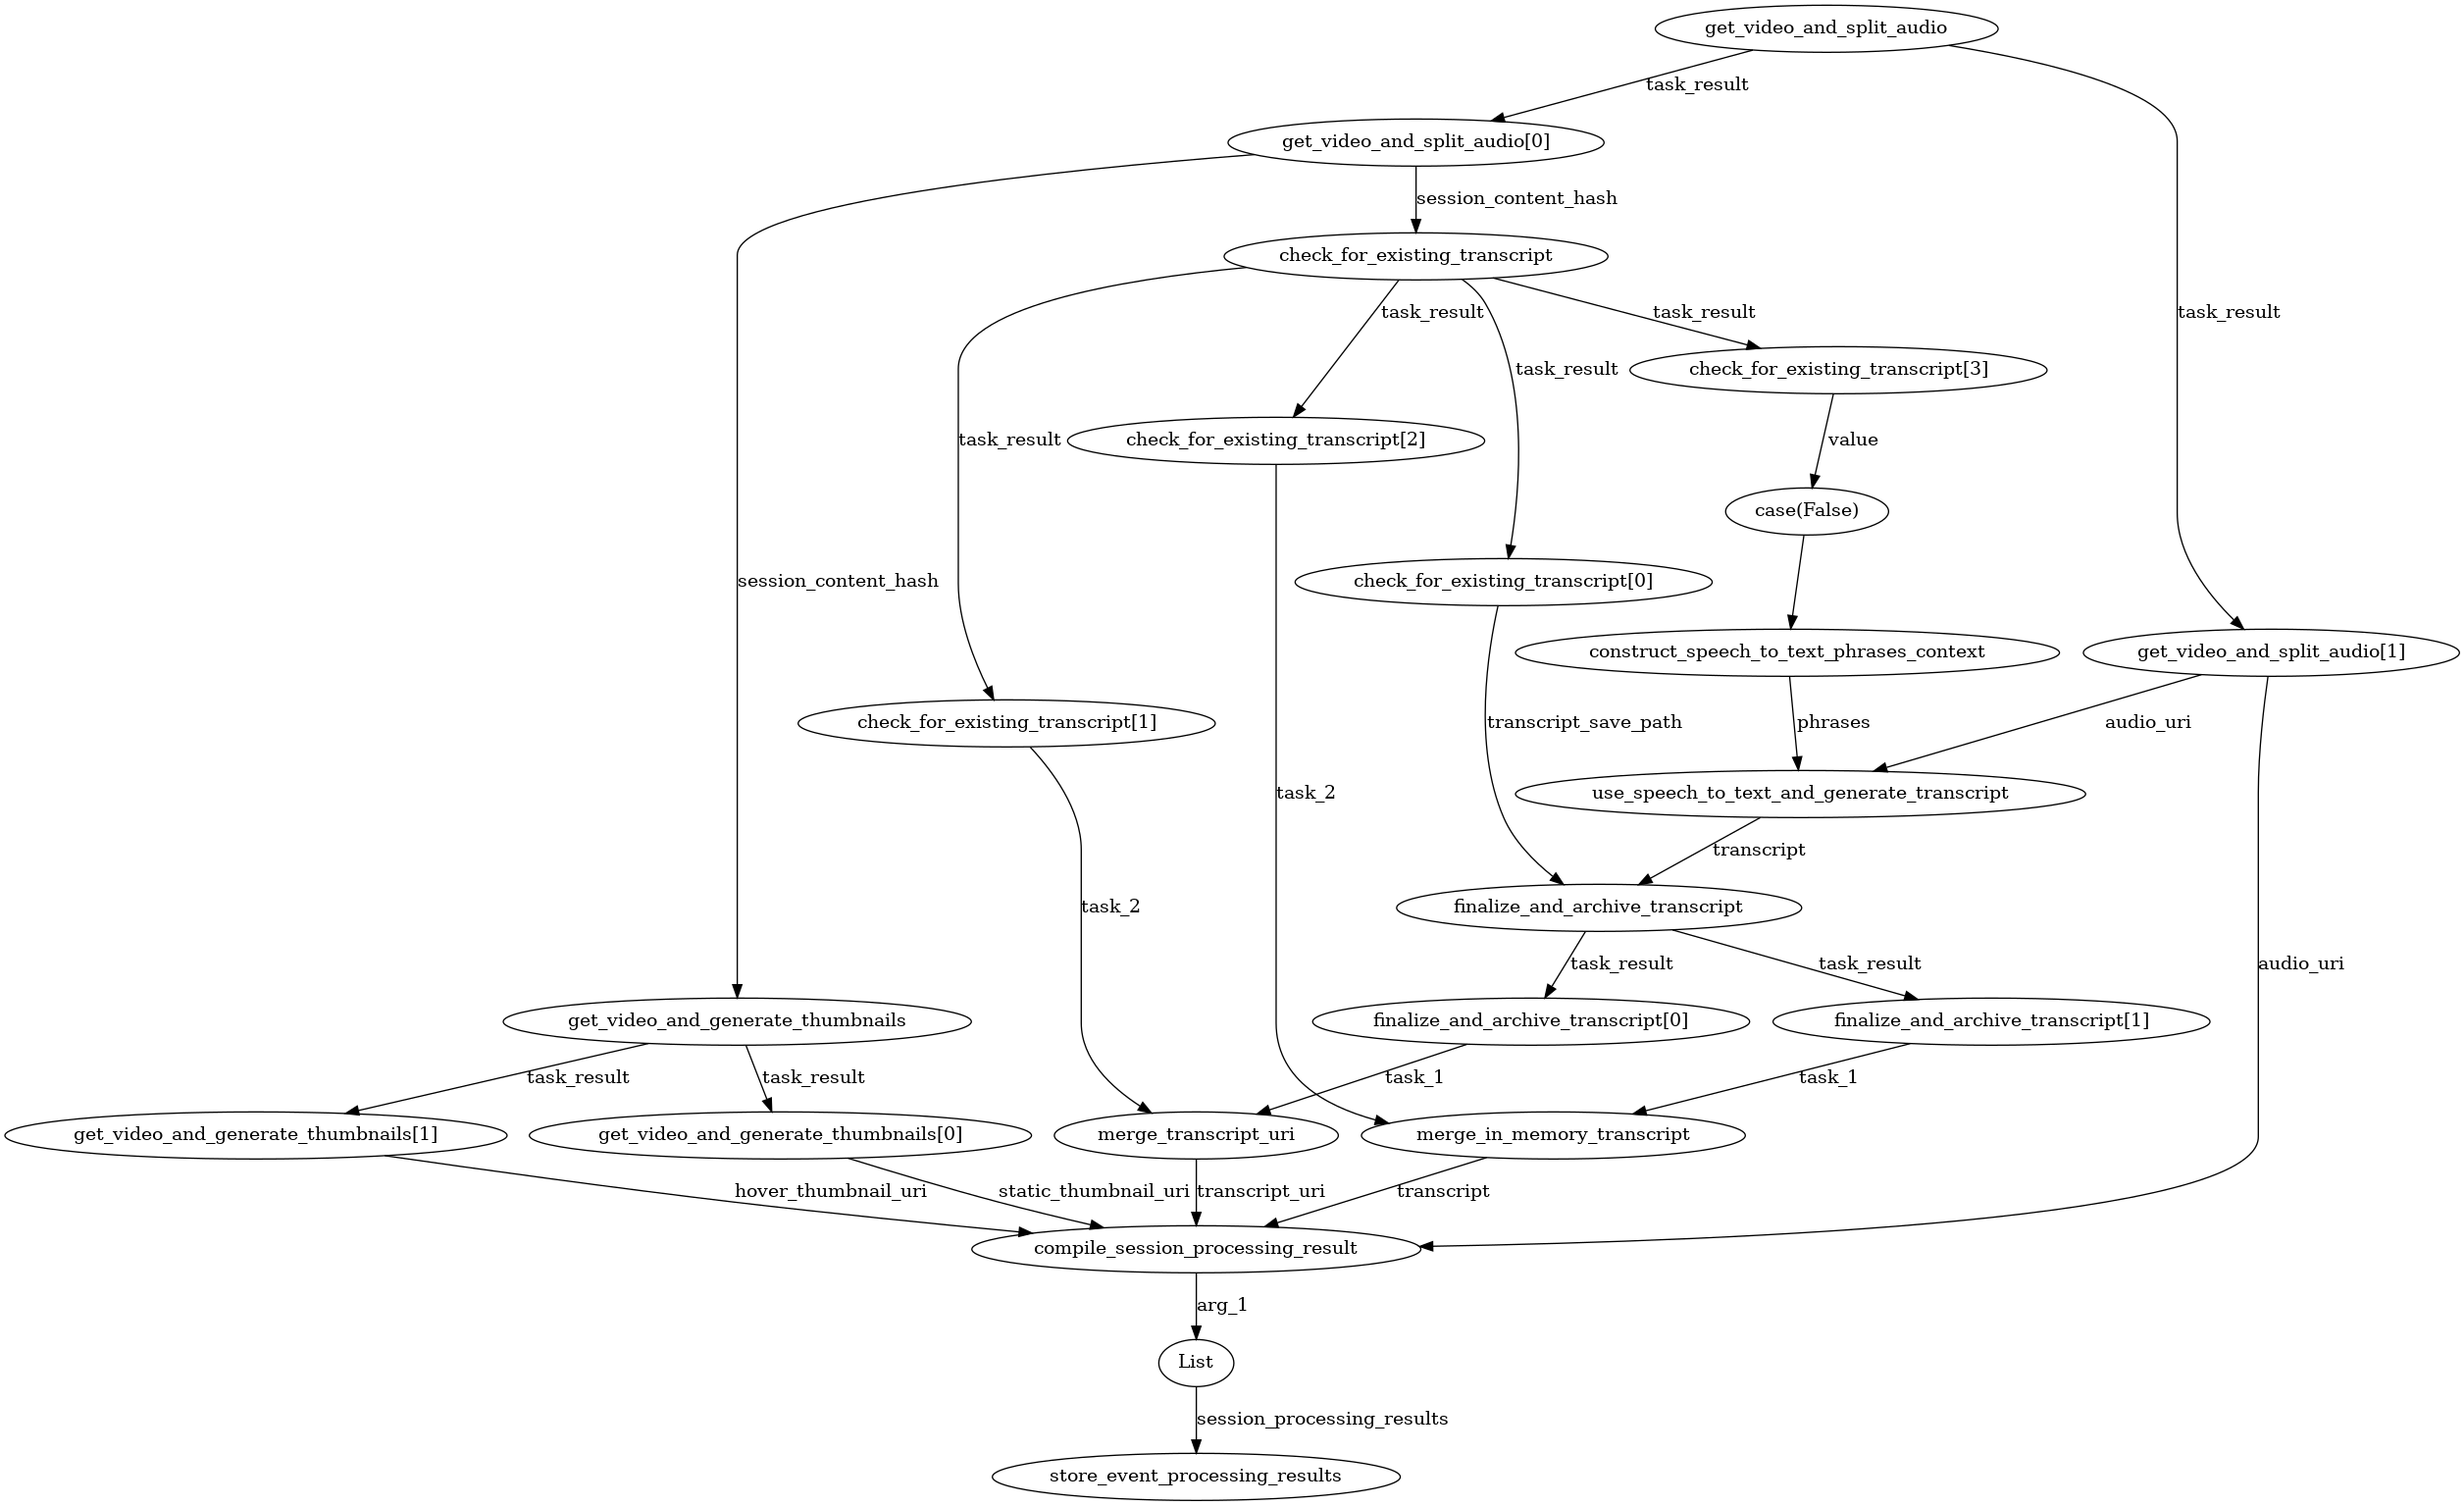 get_video_and_split_audio
task_result
get_video_and_split_audio[0]
session_content_hash
check_for_existing_transcript
task_result
task_result
task_result
task_result
check_for_existing_transcript[3]
task_result
check_for_existing_transcript[2]
value
case(False)
session_content_hash
check_for_existing_transcript[0]
construct_speech_to_text_phrases_context
get_video_and_split_audio[1]
check_for_existing_transcript[1]
transcript_save_path
phrases
audio_uri
task_2
use_speech_to_text_and_generate_transcript
transcript
task_2
finalize_and_archive_transcript
task_result
task_result
audio_uri
get_video_and_generate_thumbnails
finalize_and_archive_transcript[0]
finalize_and_archive_transcript[1]
task_result
task_result
task_1
task_1
get_video_and_generate_thumbnails[1]
get_video_and_generate_thumbnails[0]
merge_transcript_uri
merge_in_memory_transcript
hover_thumbnail_uri
static_thumbnail_uri
transcript_uri
transcript
compile_session_processing_result
arg_1
List
session_processing_results
store_event_processing_results